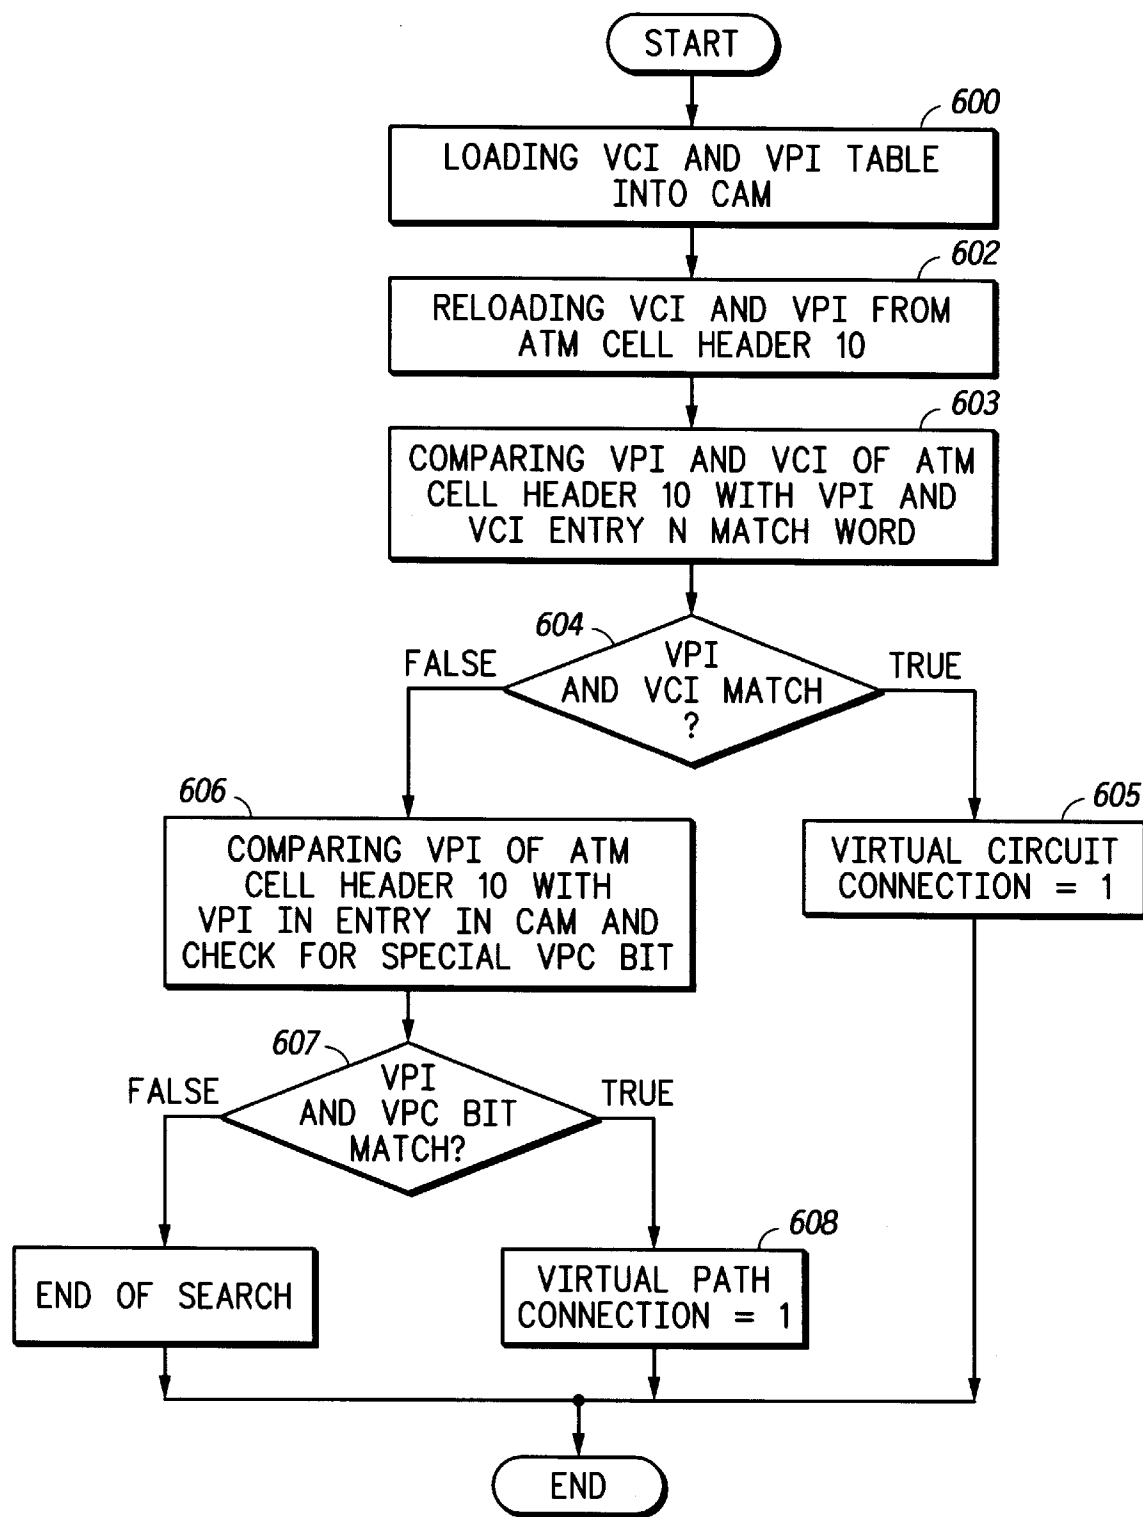 START
600
LOADING VCI AND VPI TABLE
INTO CAM
602
RELOADING VCI AND VPI FROM
ATM CELL HEADER 10
603
COMPARING VPI AND VCI OF ATM
CELL HEADER 10 WITH VPI AND
VCI ENTRY N MATCH WORD
604
VPI
AND VCI MATCH
?
FALSE
TRUE
606
COMPARING VPI OF ATM
CELL HEADER 10 WITH
VPI IN ENTRY IN CAM AND
CHECK FOR SPECIAL VPC BIT
605
VIRTUAL CIRCUIT
CONNECTION = 1
607
VPI
AND VPC BIT
MATCH?
FALSE
TRUE
END OF SEARCH
608
VIRTUAL PATH
CONNECTION = 1
END